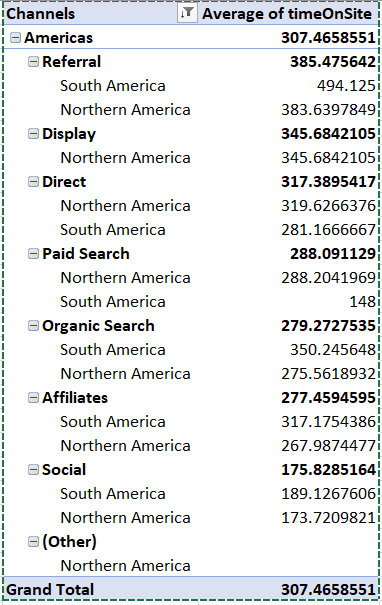 Channels Average of timeOnSite
Americas 307.4658551
Referral 385.475642
South America 494.125
Northern America 383.6397849
Display 345.6842105
Northern America 345.6842105
Direct 317.3895417
Northern America 319.6266376
South America 281.1666667
Paid Search 288.091129
Northern America 288.2041969
South America 148
Organic Search 279.2727535
South America 350.245648
Northern America 275.5618932
Affiliates 277.4594595
South America 317.1754386
Northern America 267.9874477
Social 175.8285164
South America 189.1267606
Northern America 173.7209821
(Other)
Northern America
Grand Total 307.4658551